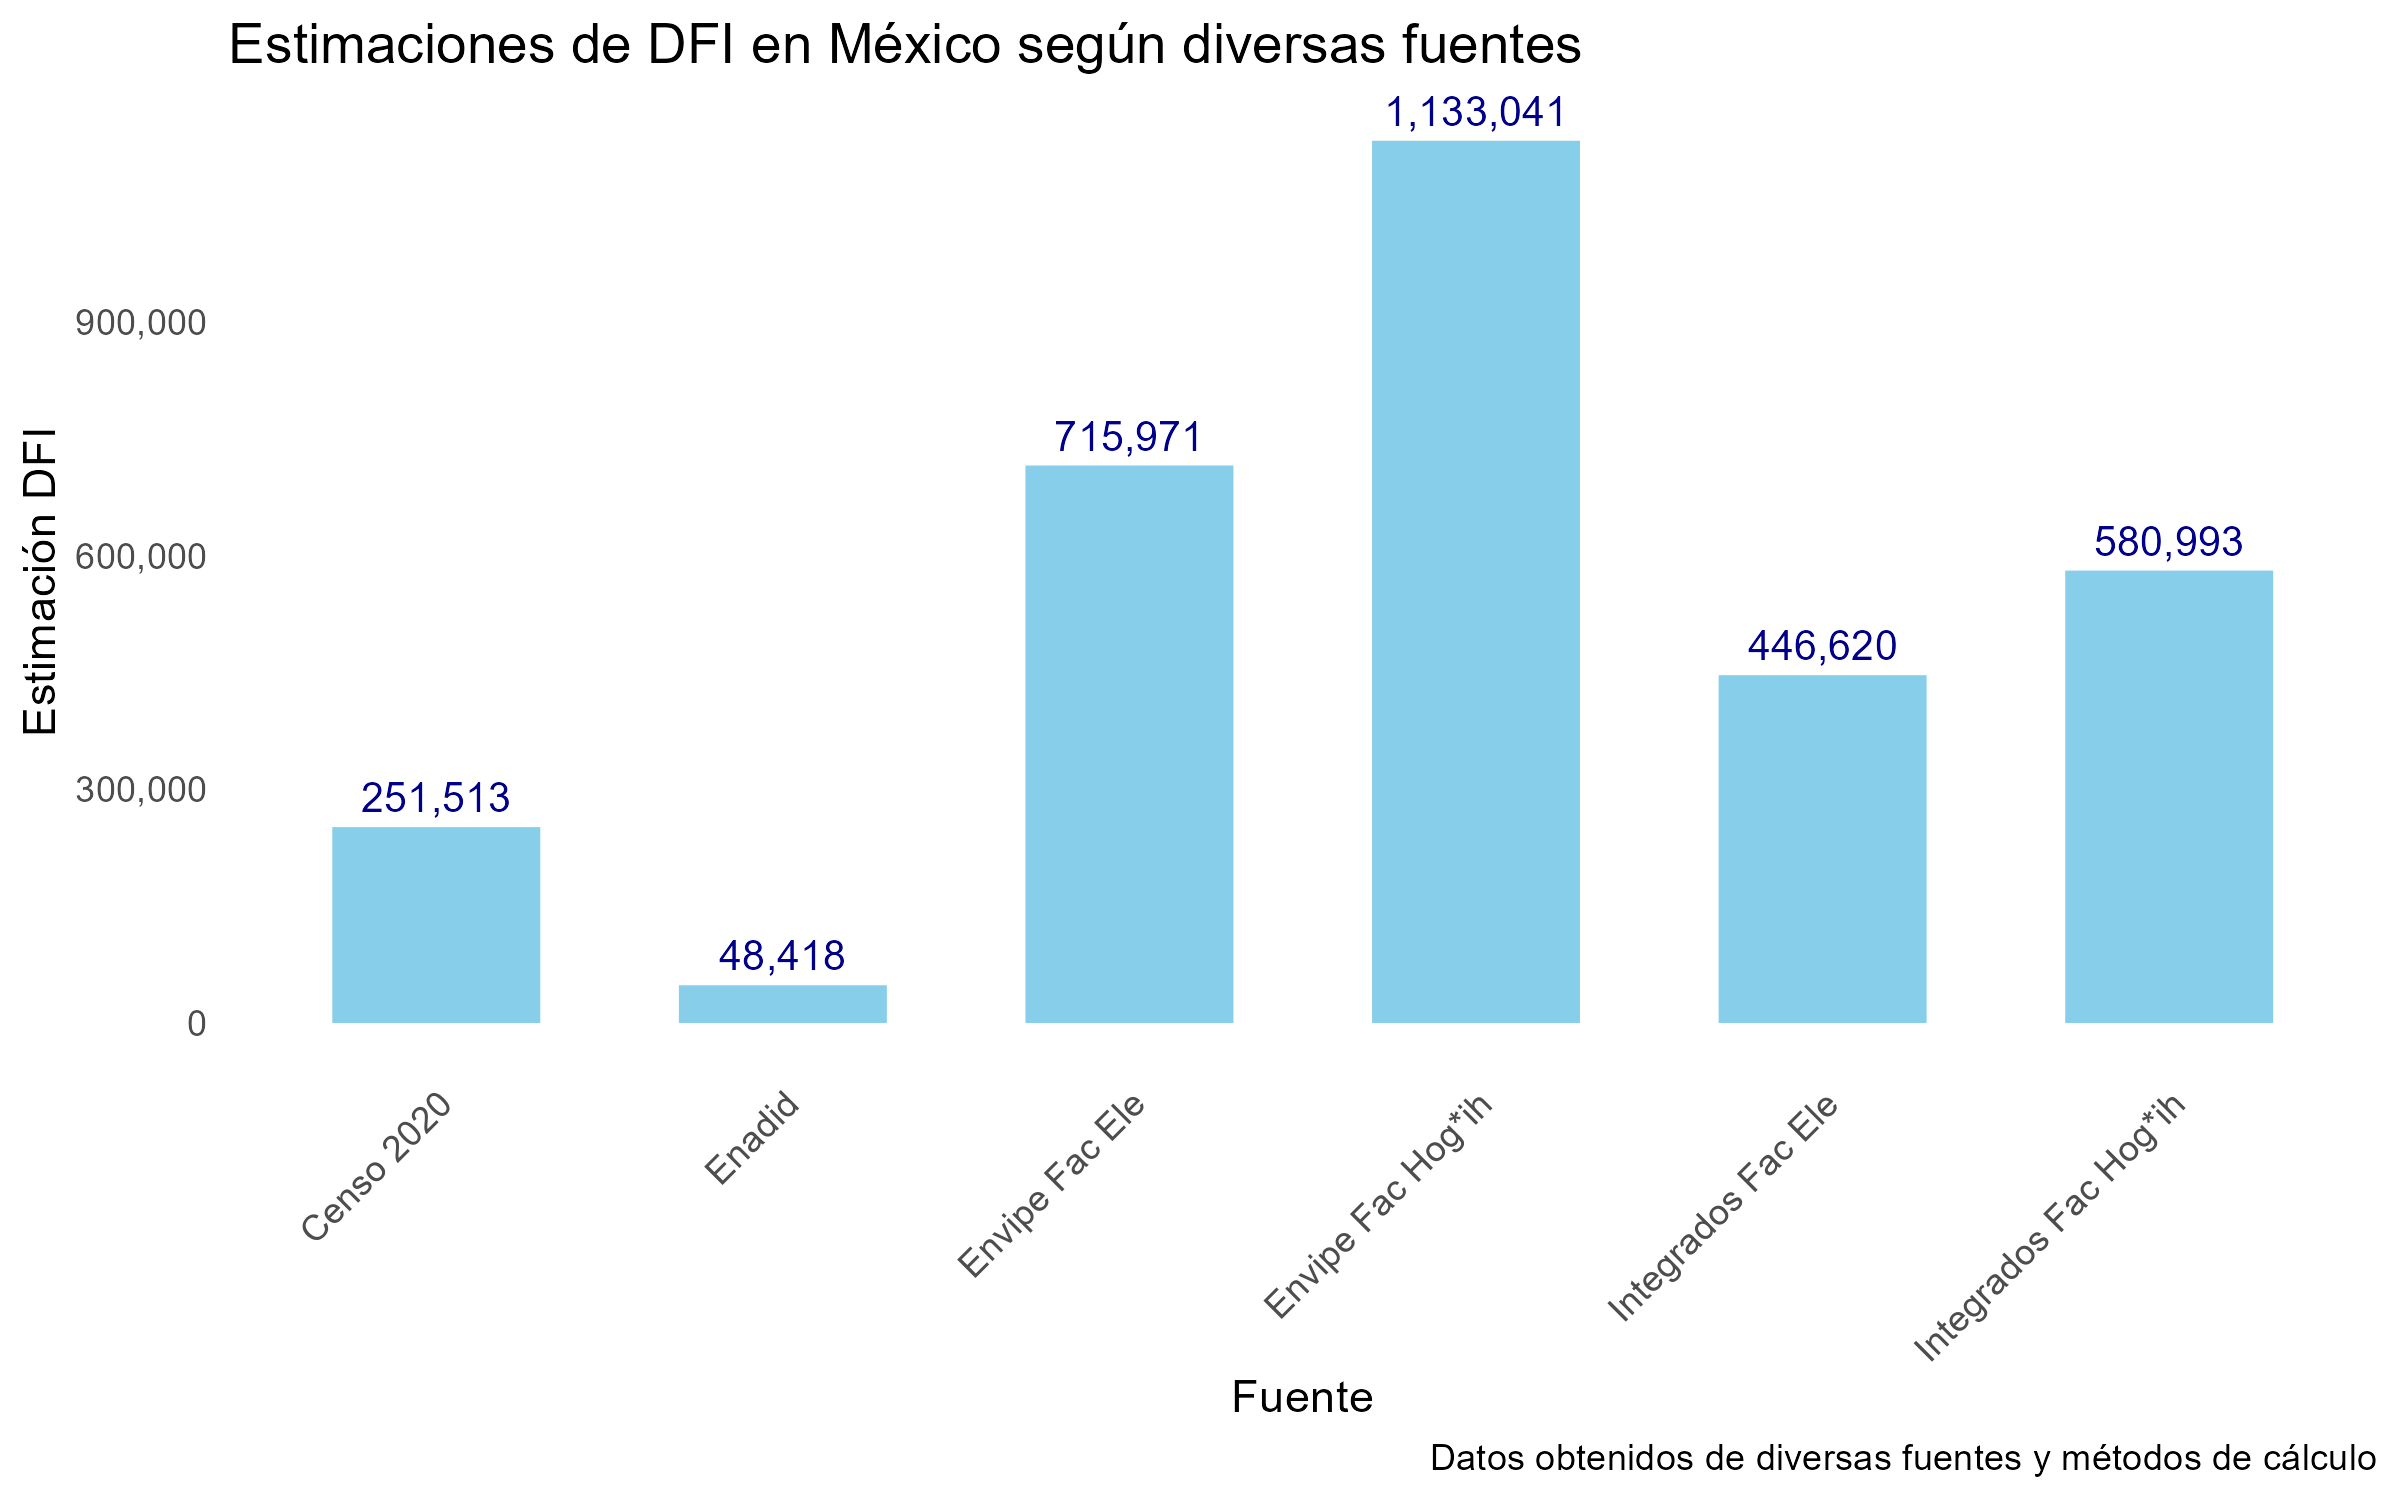 Estimaciones de DFI en México según diversas fuentes
1,133,041
900,000
715,971
600,000
580,993
446,620
300,000
251,513
48,418
0
Estimación DFI
Censo 2020
Enadid
Envipe Fac Ele
Envipe Fac Hog*ih
Integrados Fac Ele
Integrados Fac Hog*ih
Fuente
Datos obtenidos de diversas fuentes y métodos de cálculo